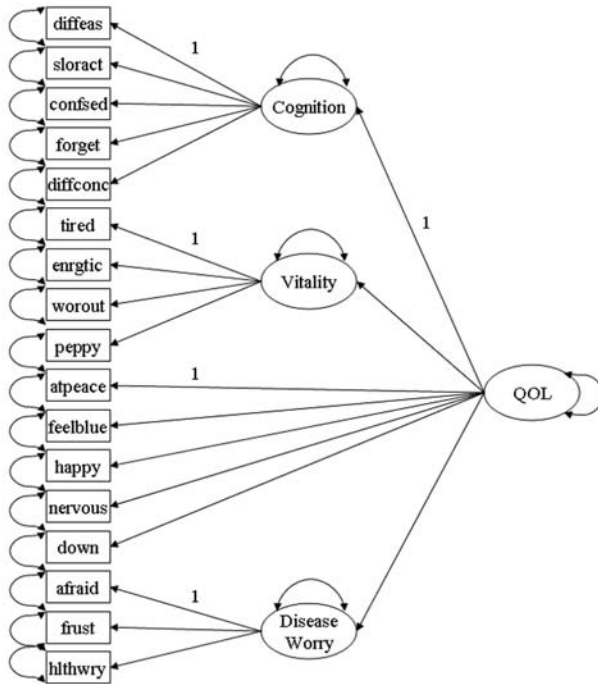 diffeas
1
sloract
confsed
Cognition
forget
diffconc
tired
1
1
enrgtic
Vitality
worout
peppy
atpeace
1
QOL
feelblue
happy
nervous
down
afraid
1
frust
Disease
Worry
hlthwry